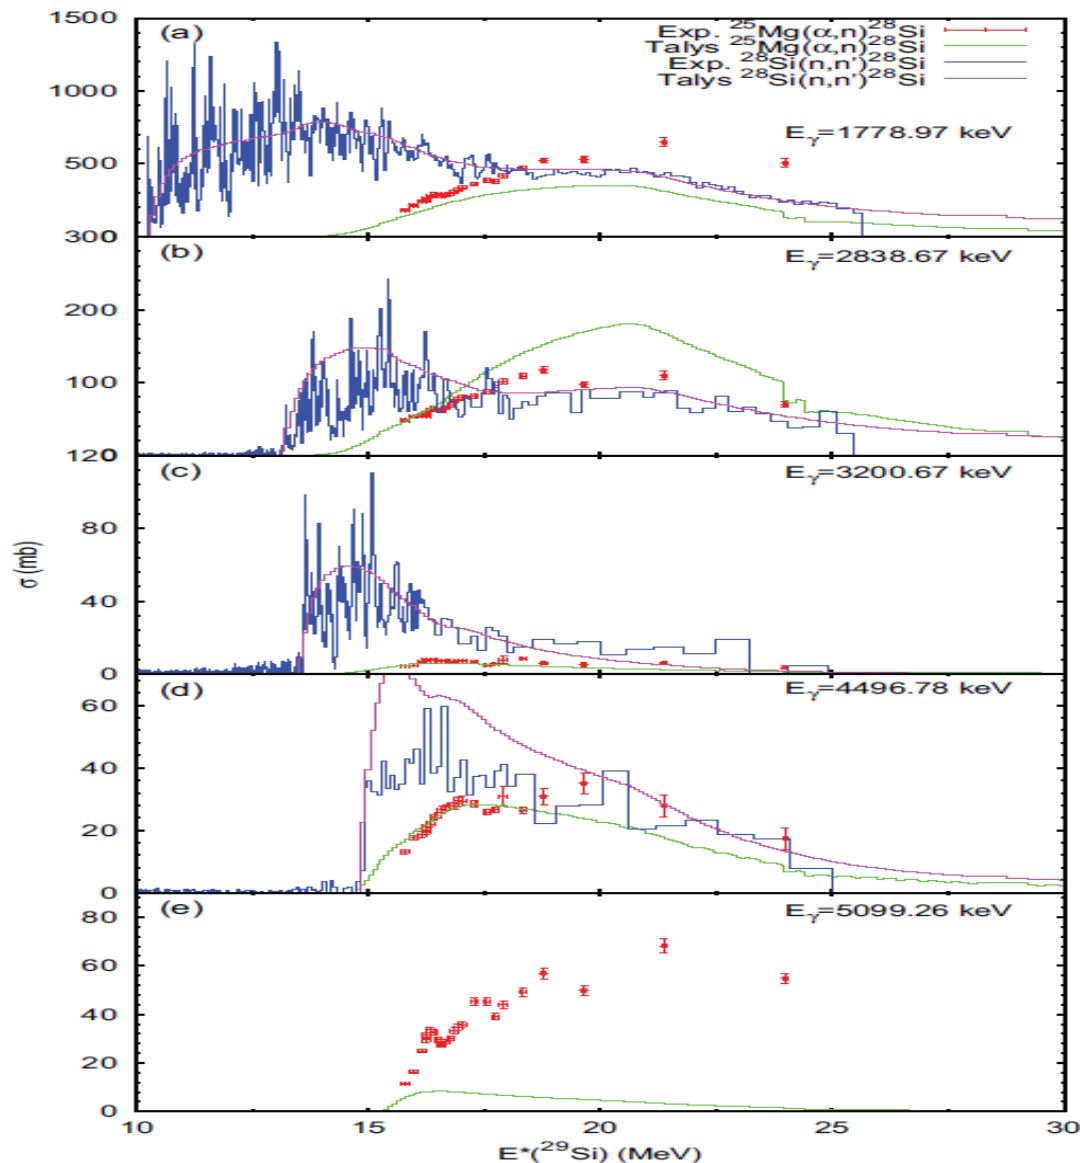 1500
(a)
Exp. ²⁵Mg(α,n)²⁸Si
Talys ²⁵Mg(α,n)²⁸Si
Exp. ²⁸Si(n,n')²⁸Si
Talys ²⁸Si(n,n')²⁸Si
1000
Eγ=1778.97 keV
500
300
(b)
Eγ=2838.67 keV
200
100
120
(c)
Eγ=3200.67 keV
80
40
0
σ (mb)
(d)
Eγ=4496.78 keV
60
40
20
0
(e)
Eγ=5099.26 keV
80
60
40
20
0
10 15 20 25 30
E*(²⁹Si) (MeV)